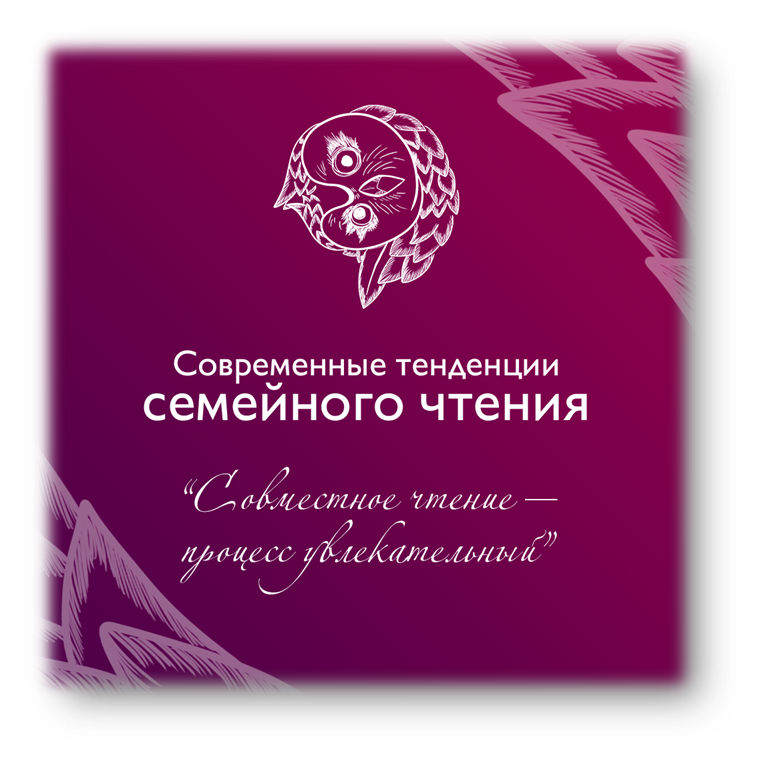 Современные тенденции
семейного чтения
“Совместное чтение —
процесс увлекательный”